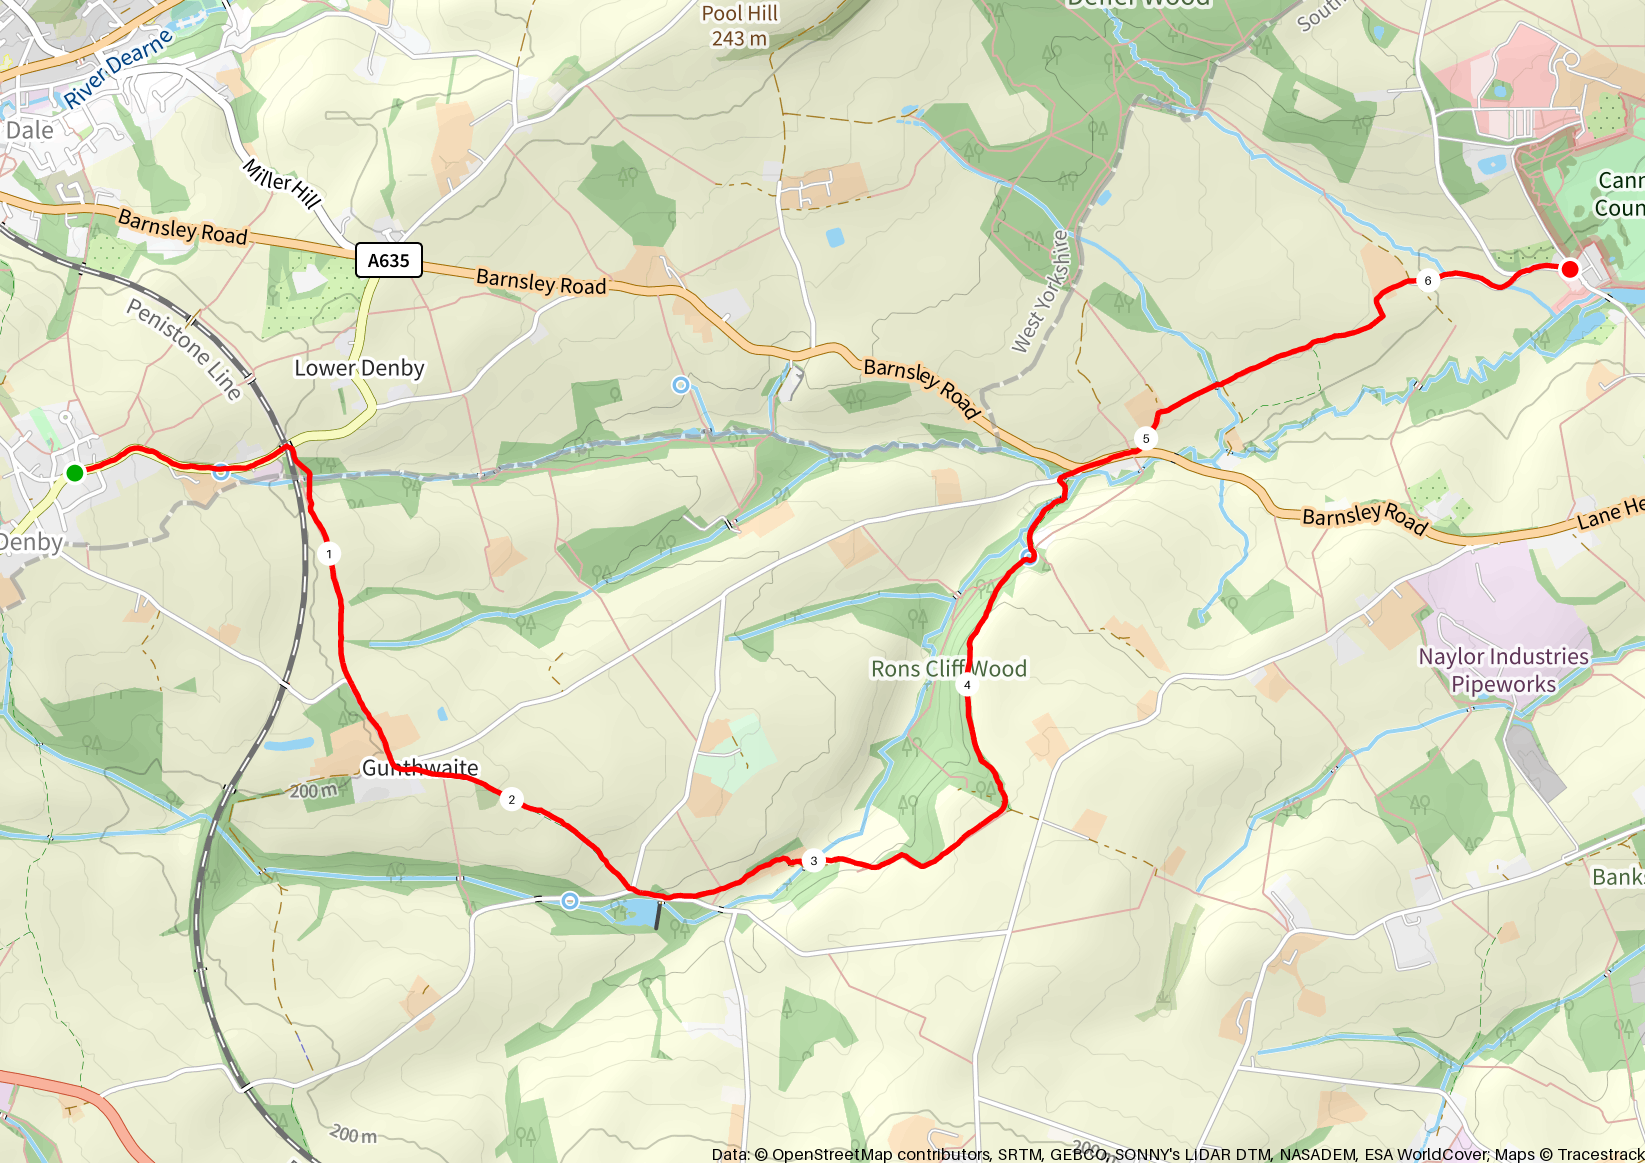 Pool Hill
243 m
Dener Wood
South
River Dearne
Dale
Miller Hill
Cann
Coun
Barnsley Road
A635
Barnsley Road
West Yorkshire
6
Penistone Line
Lower Denby
Barnsley Road
5
Denby
1
Barnsley Road
Lane He
Rons Cliff Wood
4
Naylor Industries
Pipeworks
Gunthwaite
200 m
2
3
Banks
200 m
200 m
Data: © OpenStreetMap contributors, SRTM, GEBCO, SONNY's LiDAR DTM, NASADEM, ESA WorldCover; Maps © Tracestrack